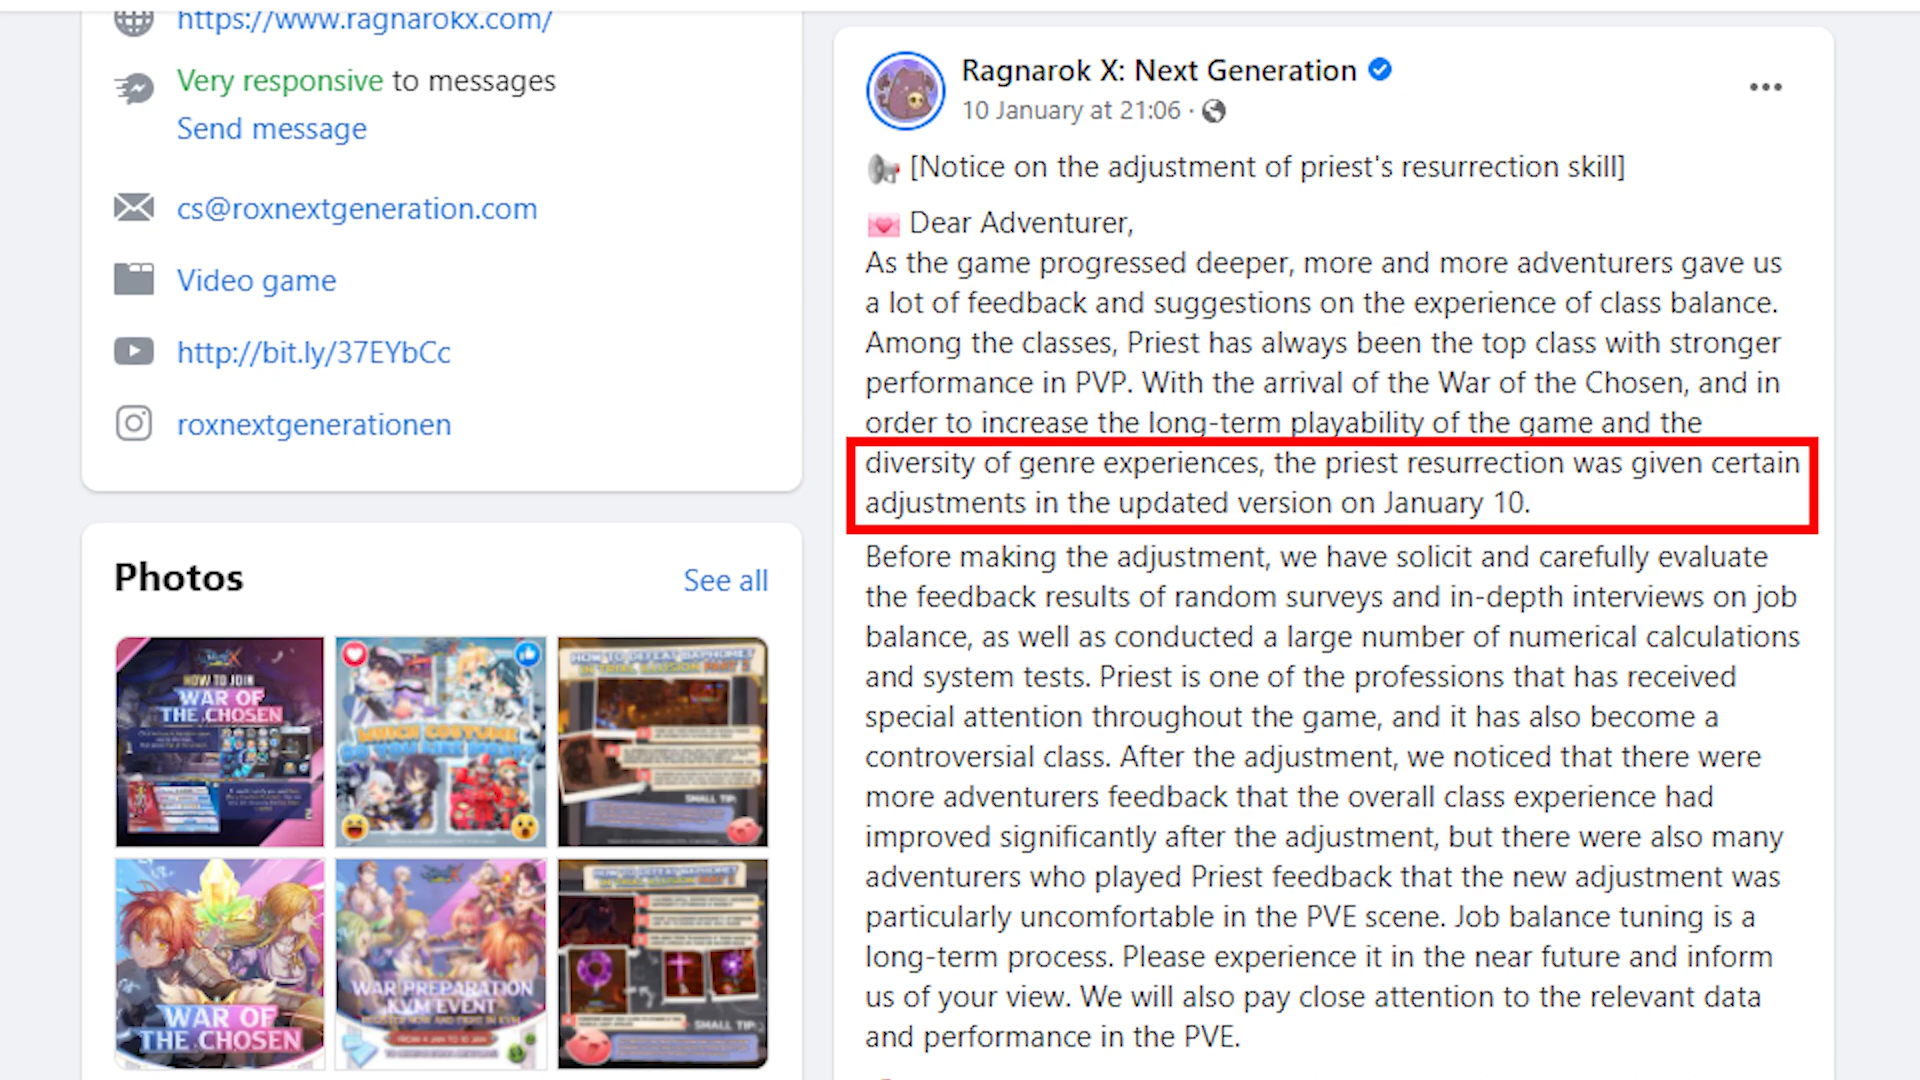 https://www.ragnarokx.com/
Very responsive to messages
Send message
cs@roxnextgeneration.com
Video game
http://bit.ly/37EYbCc
roxnextgenerationen
Photos
See all
HOW TO JOIN
WAR OF
THE CHOSEN
WHICH COSTUME
DO YOU LIKE MOST?
HOW TO DEFEAT BAPHOMET
SMALL TIP
WAR OF
THE CHOSEN
WAR PREPARATION
KVM EVENT
SMALL TIP
Ragnarok X: Next Generation
10 January at 21:06 ·
[Notice on the adjustment of priest's resurrection skill]
Dear Adventurer,
As the game progressed deeper, more and more adventurers gave us
a lot of feedback and suggestions on the experience of class balance.
Among the classes, Priest has always been the top class with stronger
performance in PVP. With the arrival of the War of the Chosen, and in
order to increase the long-term playability of the game and the
diversity of genre experiences, the priest resurrection was given certain
adjustments in the updated version on January 10.
Before making the adjustment, we have solicit and carefully evaluate
the feedback results of random surveys and in-depth interviews on job
balance, as well as conducted a large number of numerical calculations
and system tests. Priest is one of the professions that has received
special attention throughout the game, and it has also become a
controversial class. After the adjustment, we noticed that there were
more adventurers feedback that the overall class experience had
improved significantly after the adjustment, but there were also many
adventurers who played Priest feedback that the new adjustment was
particularly uncomfortable in the PVE scene. Job balance tuning is a
long-term process. Please experience it in the near future and inform
us of your view. We will also pay close attention to the relevant data
and performance in the PVE.